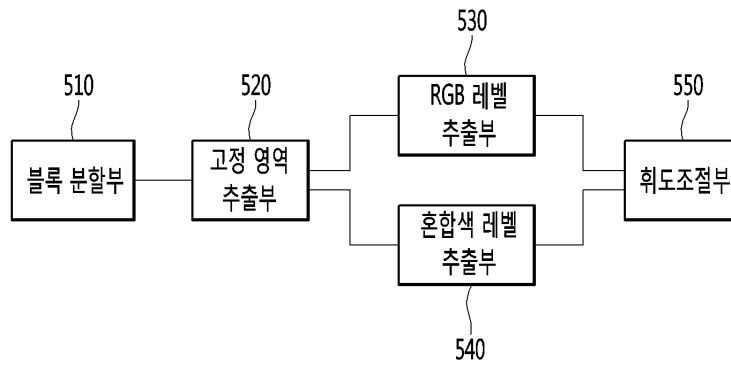 530
510
520
550
RGB 레벨
추출부
블록 분할부
고정 영역
추출부
휘도조절부
혼합색 레벨
추출부
540